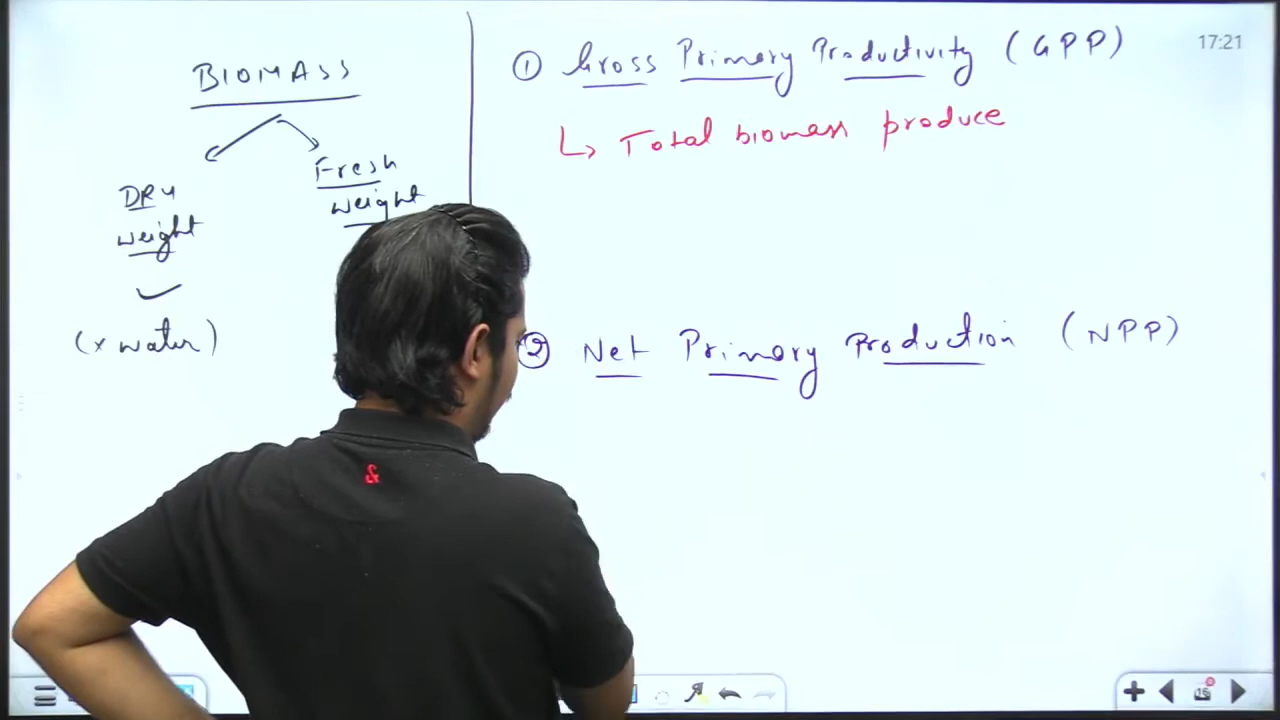 BIOMASS
DRY
weight
(x water)
Fresh
weight
① Gross Primary Productivity (GPP)
↳ Total biomass produce
② Net Primary Production (NPP)
17:21
16